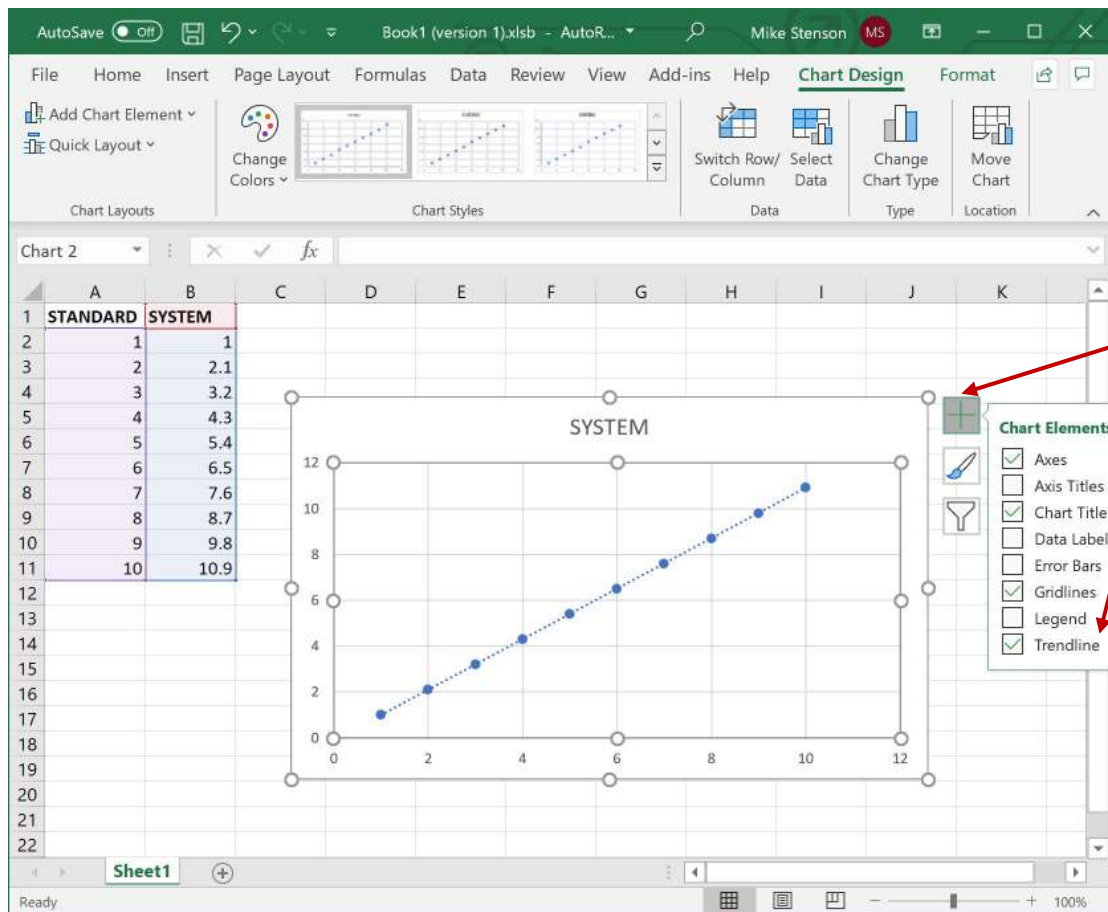 AutoSave Off Book1 (version 1).xlsb - AutoR... Mike Stenson MS
File Home Insert Page Layout Formulas Data Review View Add-ins Help Chart Design Format
Add Chart Element
Quick Layout
Change
Colors
Switch Row/
Column
Select
Data
Change
Chart Type
Move
Chart
Chart Layouts Chart Styles Data Type Location
Chart 2 fx
A B C D E F G H I J K
1 STANDARD SYSTEM
2 1 1
3 2 2.1
4 3 3.2
5 4 4.3
6 5 5.4
7 6 6.5
8 7 7.6
9 8 8.7
10 9 9.8
11 10 10.9
12
13
14
15
16
17
18
19
20
21
22
SYSTEM
12
10
8
6
4
2
0
0 2 4 6 8 10 12
Chart Elements
Axes
Axis Titles
Chart Title
Data Label
Error Bars
Gridlines
Legend
Trendline
Sheet1
Ready 100%